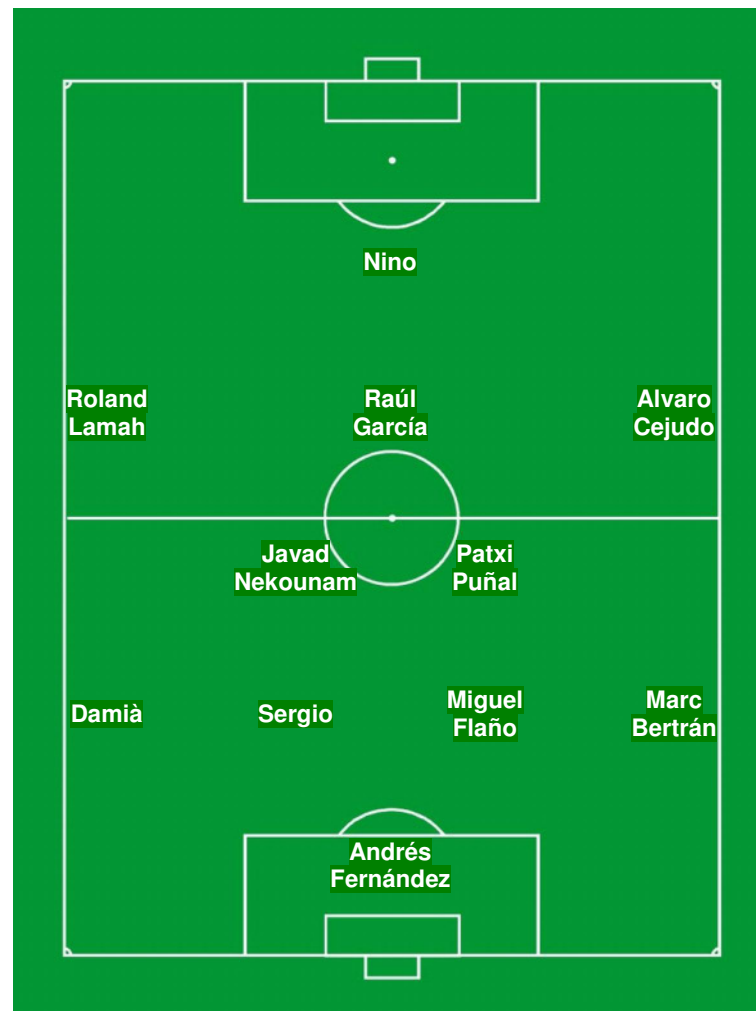 Nino
Roland
Lamah
Raúl
García
Alvaro
Cejudo
Javad
Nekounam
Patxi
Puñal
Damià
Sergio
Miguel
Flaño
Marc
Bertrán
Andrés
Fernández